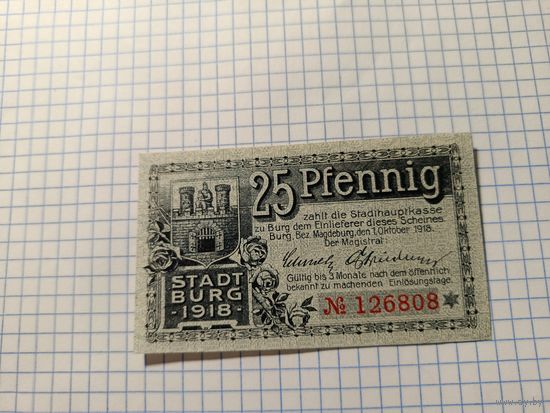 25 Pfennig
zahlt die Stadthauptkasse
zu Burg dem Einlieferer dieses Scheines.
Burg, Bez. Magdeburg, den 1. Oktober 1918.
Der Magistrat:
Gültig bis 3 Monate nach dem öffentlich
bekannt zu machenden Einlösungstage.
№ 126808
STADT
BURG
-1918-